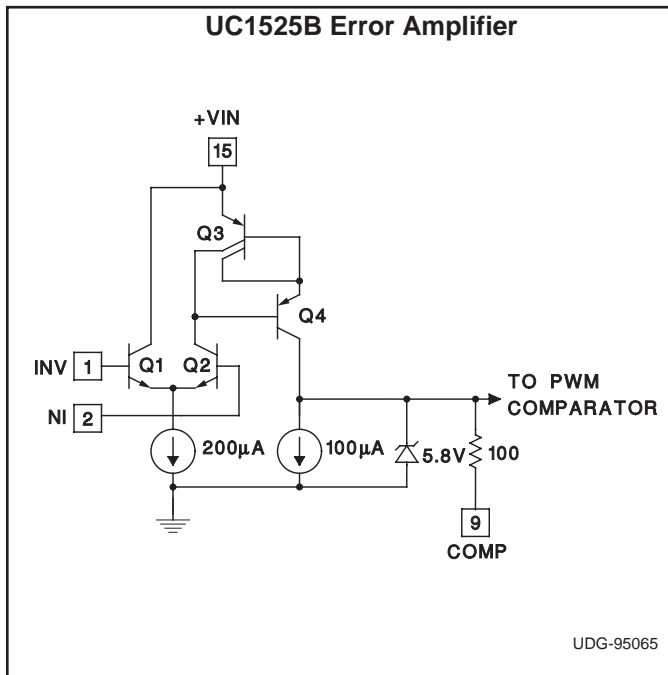 UC1525B Error Amplifier
+VIN
15
Q3
Q4
INV 1 Q1 Q2
NI 2
TO PWM
COMPARATOR
200µA 100µA 5.8V 100
9
COMP
UDG-95065